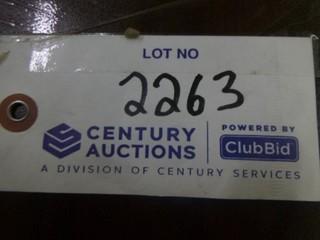 LOT NO
2263
CENTURY AUCTIONS
POWERED BY
ClubBid
A DIVISION OF CENTURY SERVICES